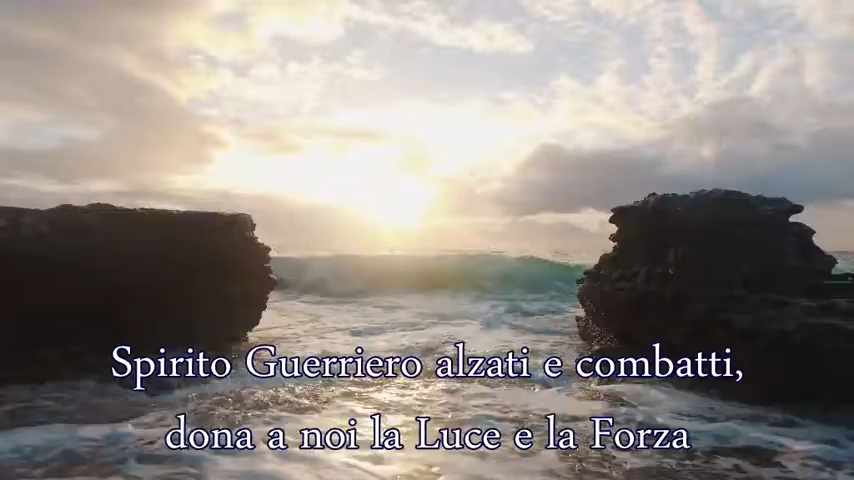 Spirito Guerriero alzati e combatti,
dona a noi la Luce e la Forza